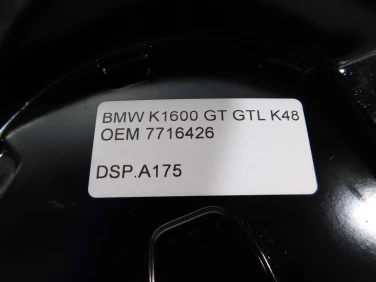 BMW K1600 GT GTL K48
OEM 7716426
DSP.A175